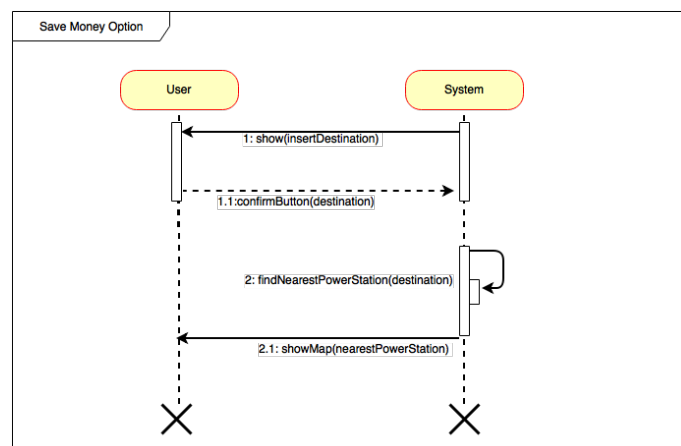 Save Money Option
User
System
1: show(insertDestination)
1.1:confirmButton(destination)
2: findNearestPowerStation(destination)
2.1: showMap(nearestPowerStation)